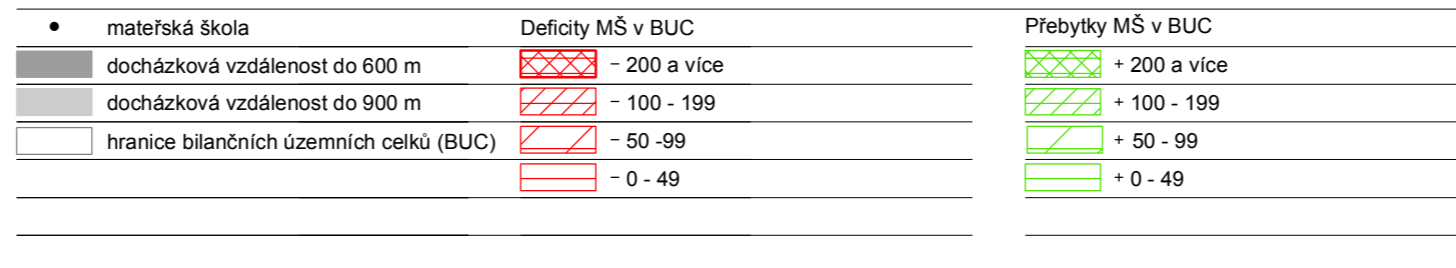 mateřská škola
docházková vzdálenost do 600 m
docházková vzdálenost do 900 m
hranice bilančních územních celků (BUC)
Deficity MŠ v BUC
− 200 a více
− 100 - 199
− 50 -99
− 0 - 49
Přebytky MŠ v BUC
+ 200 a více
+ 100 - 199
+ 50 - 99
+ 0 - 49